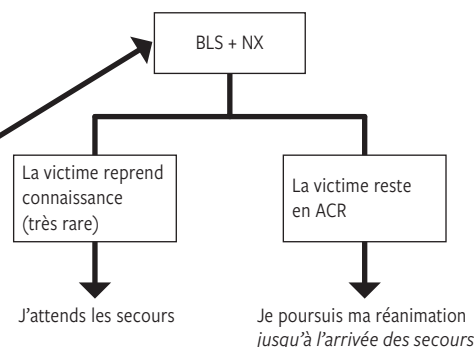 BLS + NX
La victime reprend
connaissance
(très rare)
La victime reste
en ACR
J'attends les secours
Je poursuis ma réanimation
jusqu'à l'arrivée des secours